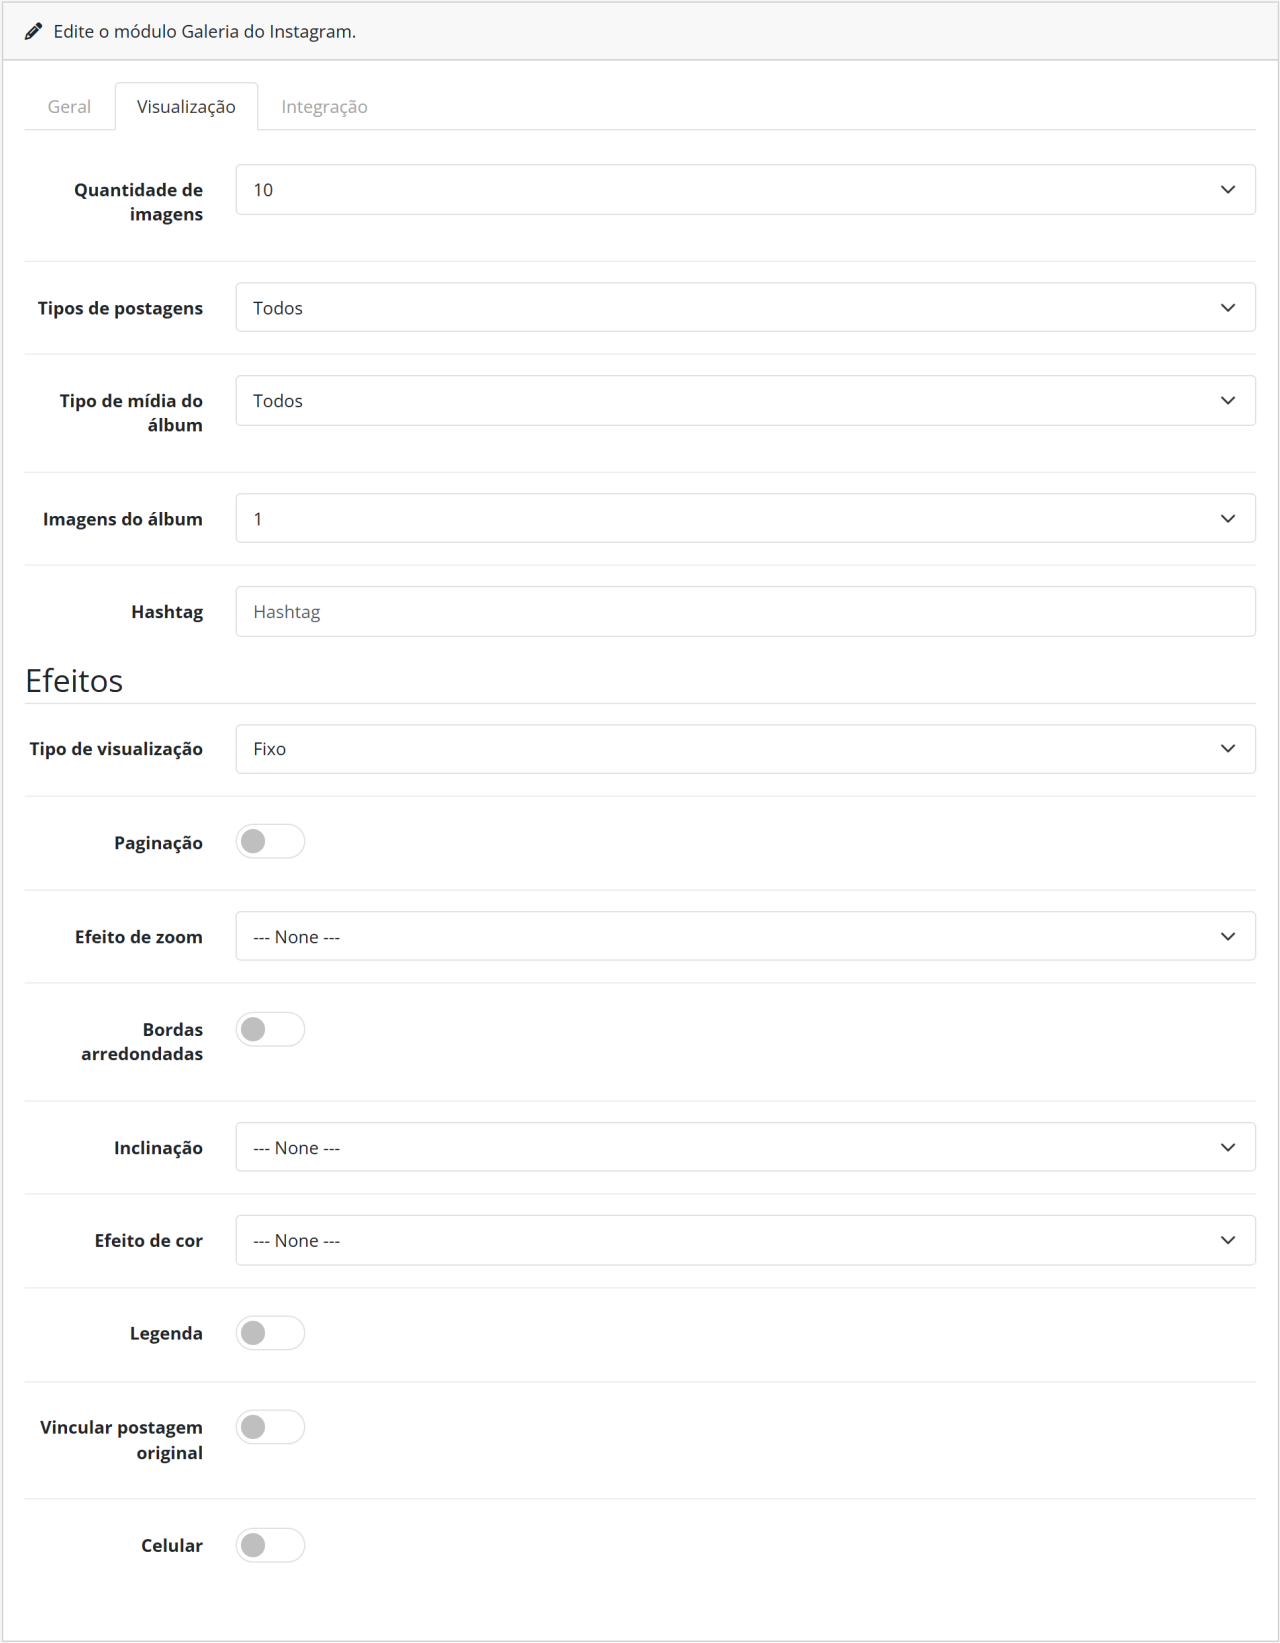 Edite o módulo Galeria do Instagram.
Geral
Visualização
Integração
Quantidade de
imagens
10
Tipos de postagens
Todos
Tipo de mídia do
álbum
Todos
Imagens do álbum
1
Hashtag
Hashtag
Efeitos
Tipo de visualização
Fixo
Paginação
Efeito de zoom
--- None ---
Bordas
arredondadas
Inclinação
--- None ---
Efeito de cor
--- None ---
Legenda
Vincular postagem
original
Celular